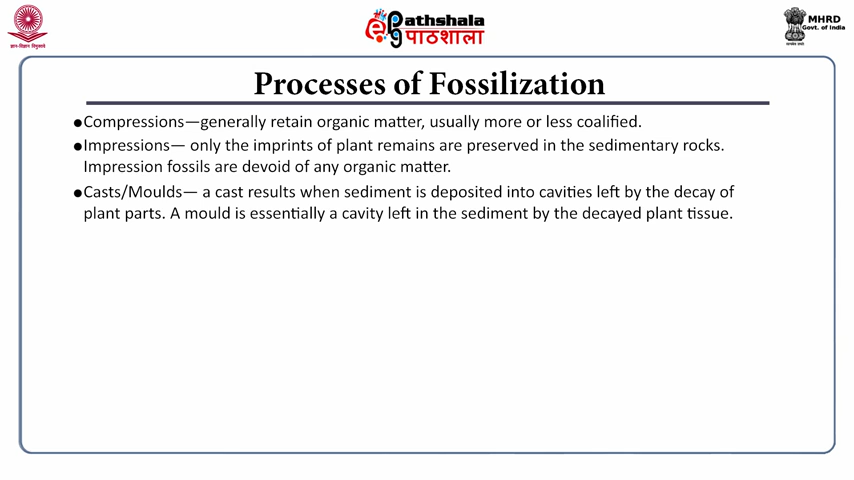 ज्ञान-विज्ञान विमुक्तये
ePathshala
पाठशाला
MHRD
Govt. of India
Processes of Fossilization
●Compressions—generally retain organic matter, usually more or less coalified.
●Impressions— only the imprints of plant remains are preserved in the sedimentary rocks.
Impression fossils are devoid of any organic matter.
●Casts/Moulds— a cast results when sediment is deposited into cavities left by the decay of
plant parts. A mould is essentially a cavity left in the sediment by the decayed plant tissue.